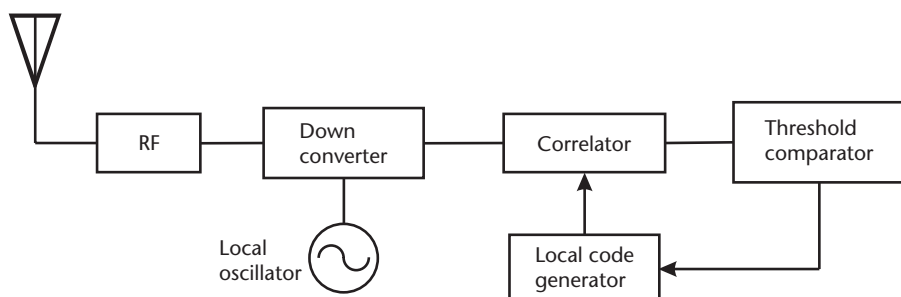 RF
Down
converter
Correlator
Threshold
comparator
Local
oscillator
Local code
generator